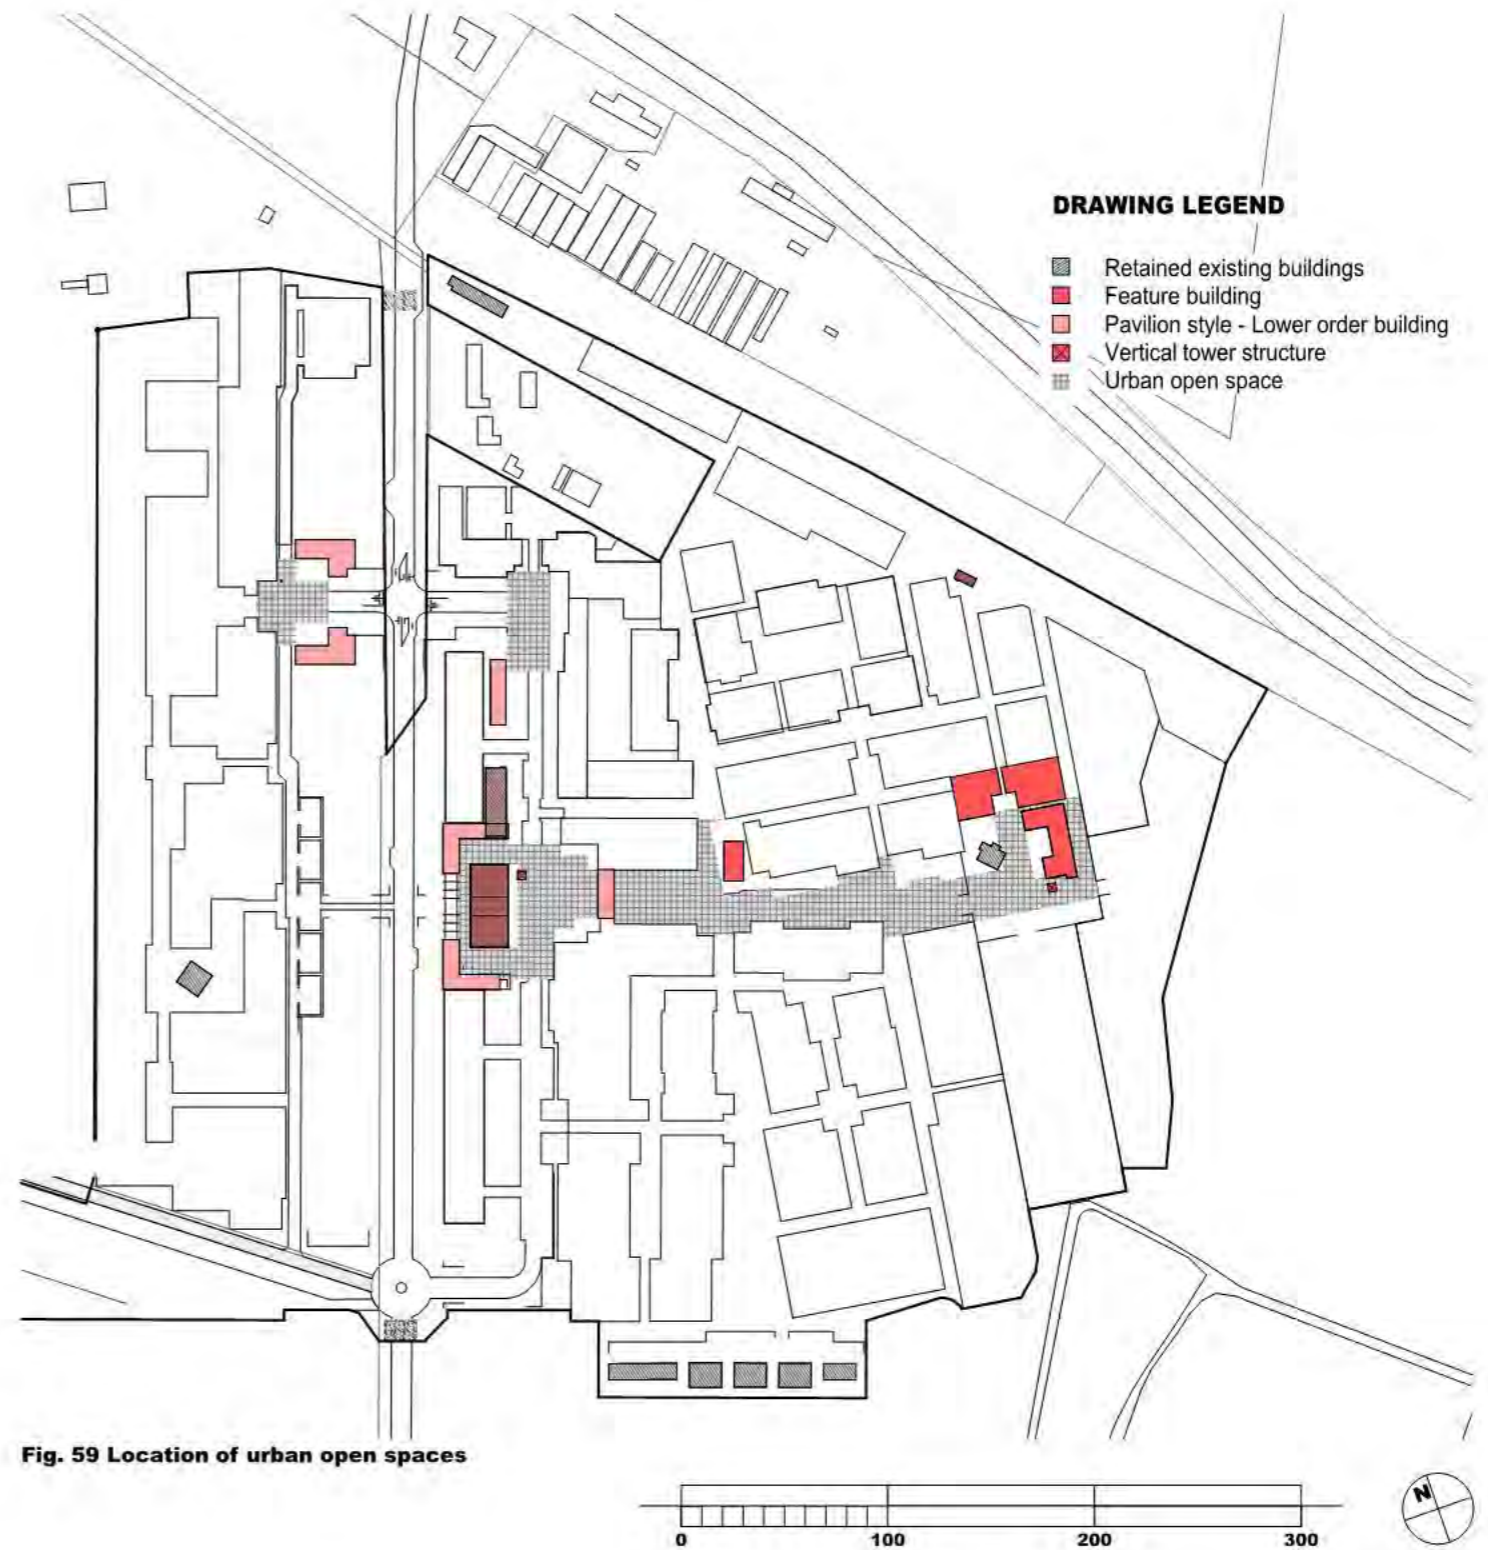 DRAWING LEGEND
Retained existing buildings
Feature building
Pavilion style - Lower order building
Vertical tower structure
Urban open space
Fig. 59 Location of urban open spaces
N
0 100 200 300